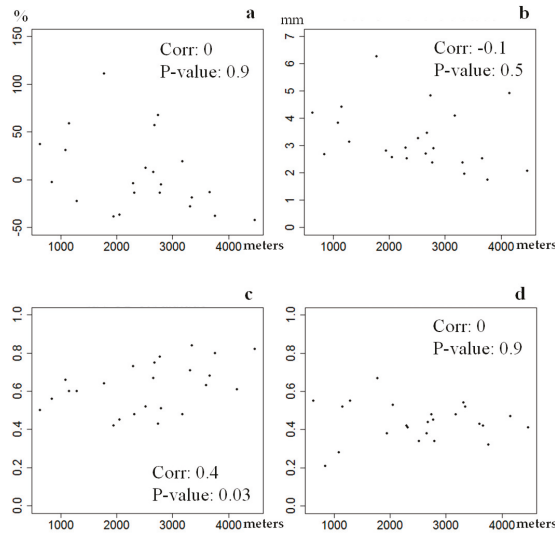 %
a
150
100
50
0
-50
Corr: 0
P-value: 0.9
1000 2000 3000 4000 meters
mm
b
7
6
5
4
3
2
1
0
Corr: -0.1
P-value: 0.5
1000 2000 3000 4000 meters
c
1.0
0.8
0.6
0.4
0.2
0.0
Corr: 0.4
P-value: 0.03
1000 2000 3000 4000 meters
d
1.0
0.8
0.6
0.4
0.2
0.0
Corr: 0
P-value: 0.9
1000 2000 3000 4000 meters